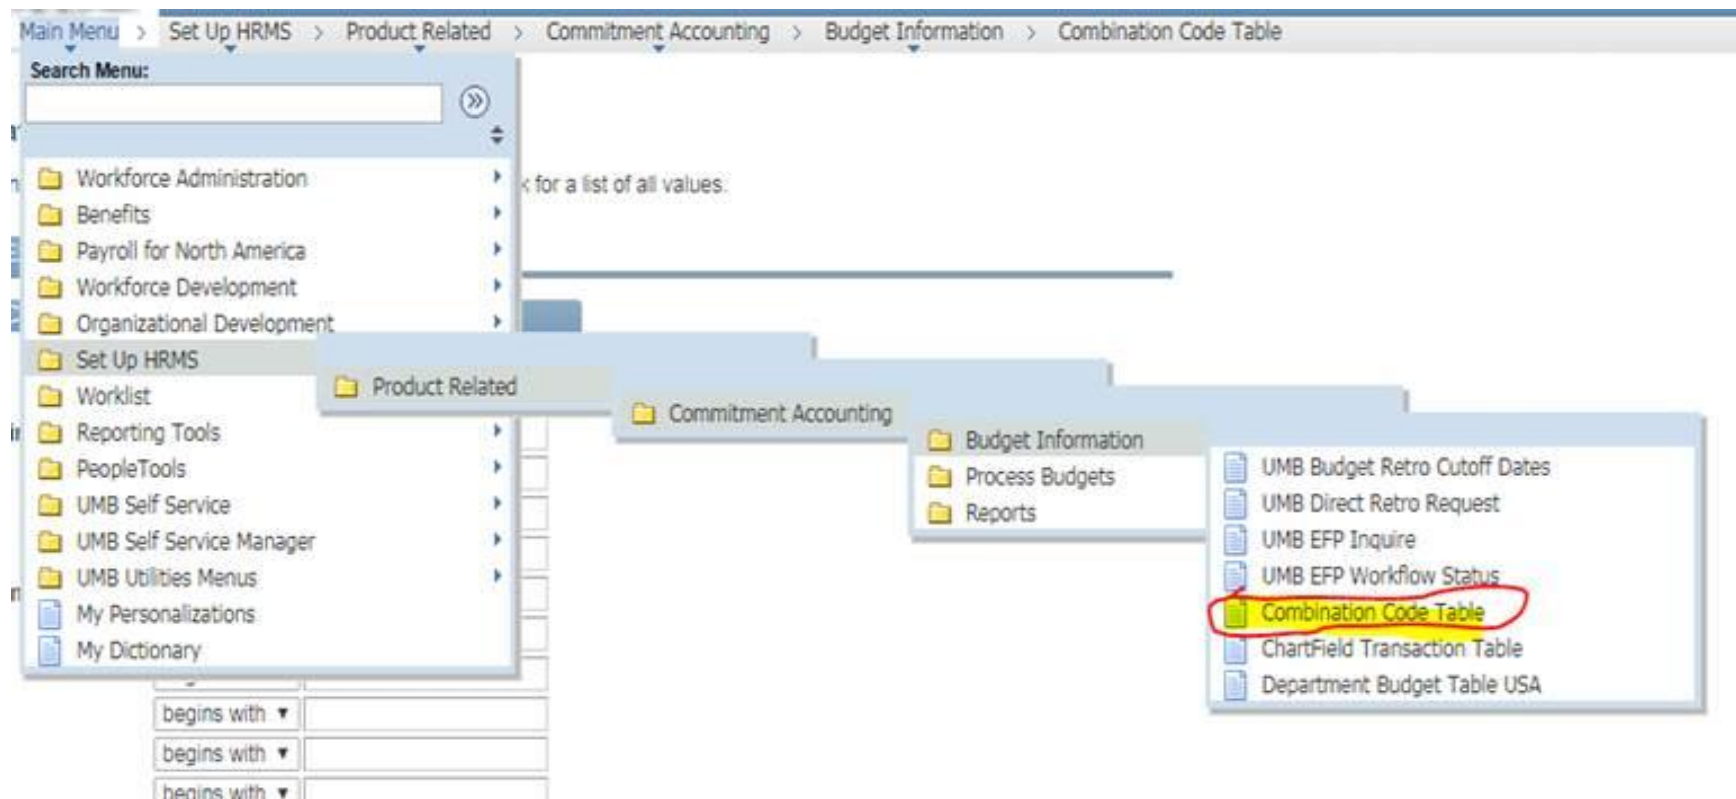 Main Menu > Set Up HRMS > Product Related > Commitment Accounting > Budget Information > Combination Code Table
Search Menu:
Workforce Administration
k for a list of all values.
Benefits
Payroll for North America
Workforce Development
Organizational Development
Set Up HRMS
Product Related
Worklist
Commitment Accounting
Reporting Tools
Budget Information
PeopleTools
Process Budgets
UMB Budget Retro Cutoff Dates
UMB Self Service
Reports
UMB Direct Retro Request
UMB Self Service Manager
UMB EFP Inquire
UMB Utilities Menus
UMB EFP Workflow Status
My Personalizations
Combination Code Table
My Dictionary
ChartField Transaction Table
Department Budget Table USA
begins with
begins with
begins with